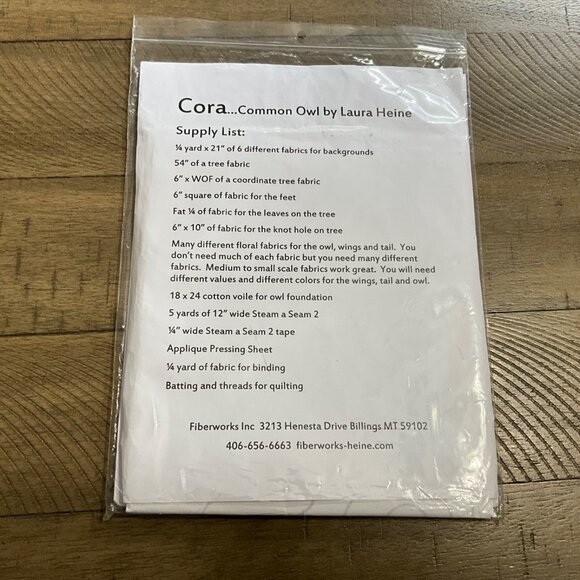 Cora...Common Owl by Laura Heine
Supply List:
¼ yard x 21" of 6 different fabrics for backgrounds
54" of a tree fabric
6" x WOF of a coordinate tree fabric
6" square of fabric for the feet
Fat ¼ of fabric for the leaves on the tree
6" x 10" of fabric for the knot hole on tree
Many different floral fabrics for the owl, wings and tail. You
don't need much of each fabric but you need many different
fabrics. Medium to small scale fabrics work great. You will need
different values and different colors for the wings, tail and owl.
18 x 24 cotton voile for owl foundation
5 yards of 12" wide Steam a Seam 2
¼" wide Steam a Seam 2 tape
Applique Pressing Sheet
¼ yard of fabric for binding
Batting and threads for quilting
Fiberworks Inc 3213 Henesta Drive Billings MT 59102
406-656-6663 fiberworks-heine.com